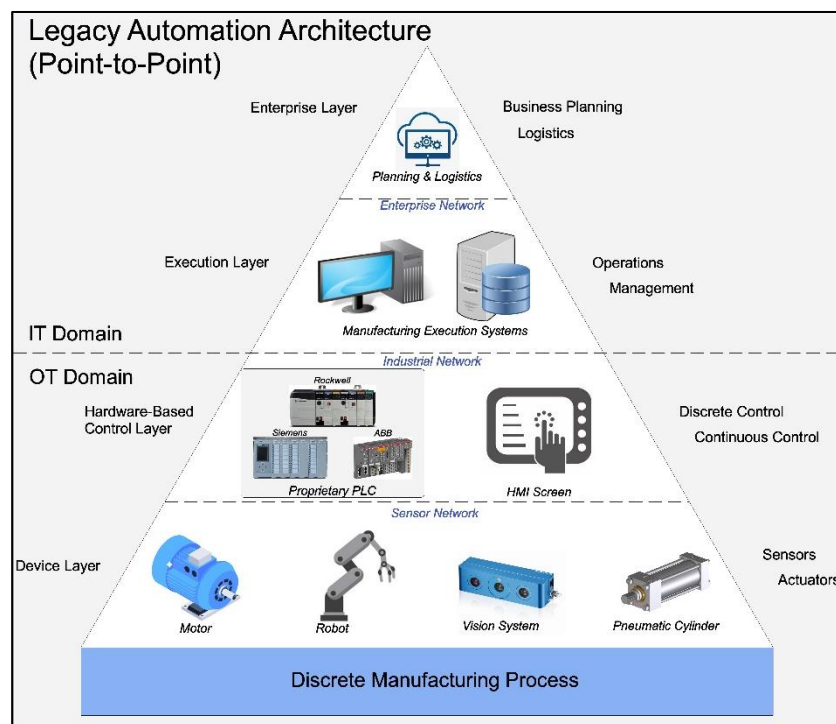 Legacy Automation Architecture
(Point-to-Point)
Enterprise Layer
Business Planning
Logistics
Planning & Logistics
Enterprise Network
Execution Layer
Operations
Management
Manufacturing Execution Systems
IT Domain
Industrial Network
OT Domain
Rockwell
Hardware-Based
Control Layer
Discrete Control
Continuous Control
Siemens
ABB
Proprietary PLC
HMI Screen
Sensor Network
Device Layer
Sensors
Actuators
Motor
Robot
Vision System
Pneumatic Cylinder
Discrete Manufacturing Process